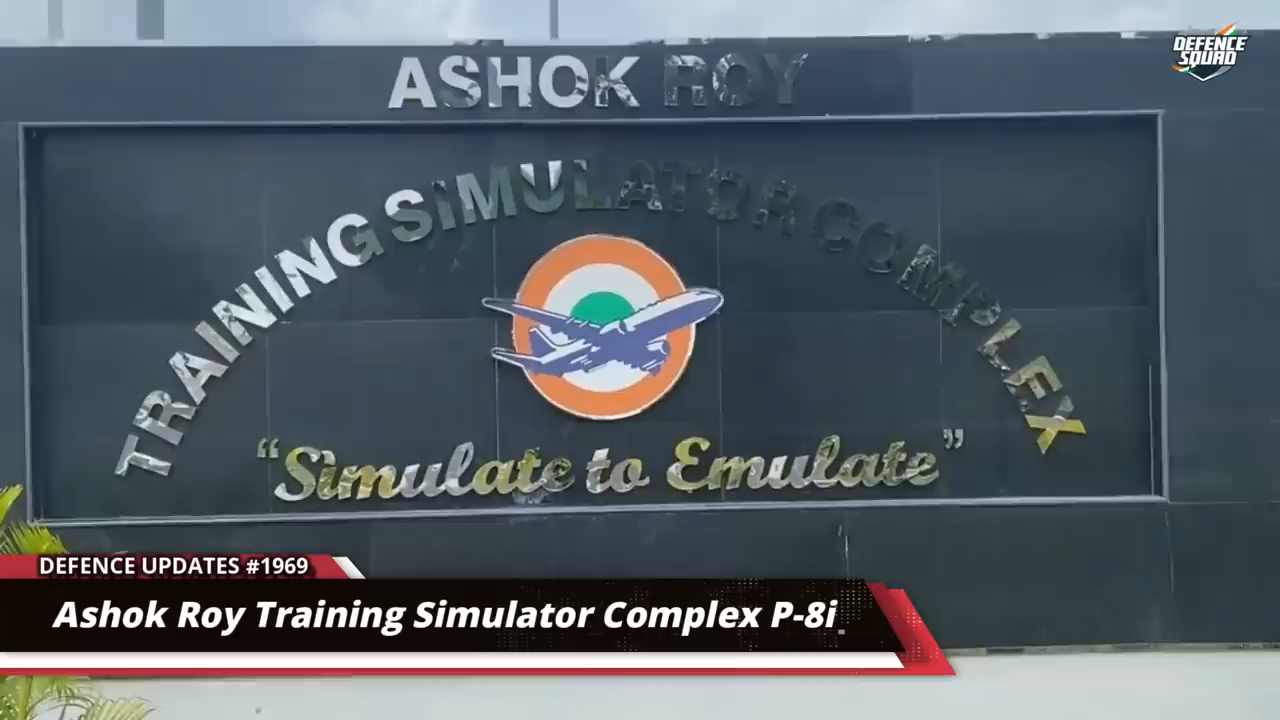 DEFENCE
SQUAD
ASHOK ROY
TRAINING SIMULATOR COMPLEX
“Simulate to Emulate”
DEFENCE UPDATES #1969
Ashok Roy Training Simulator Complex P-8i